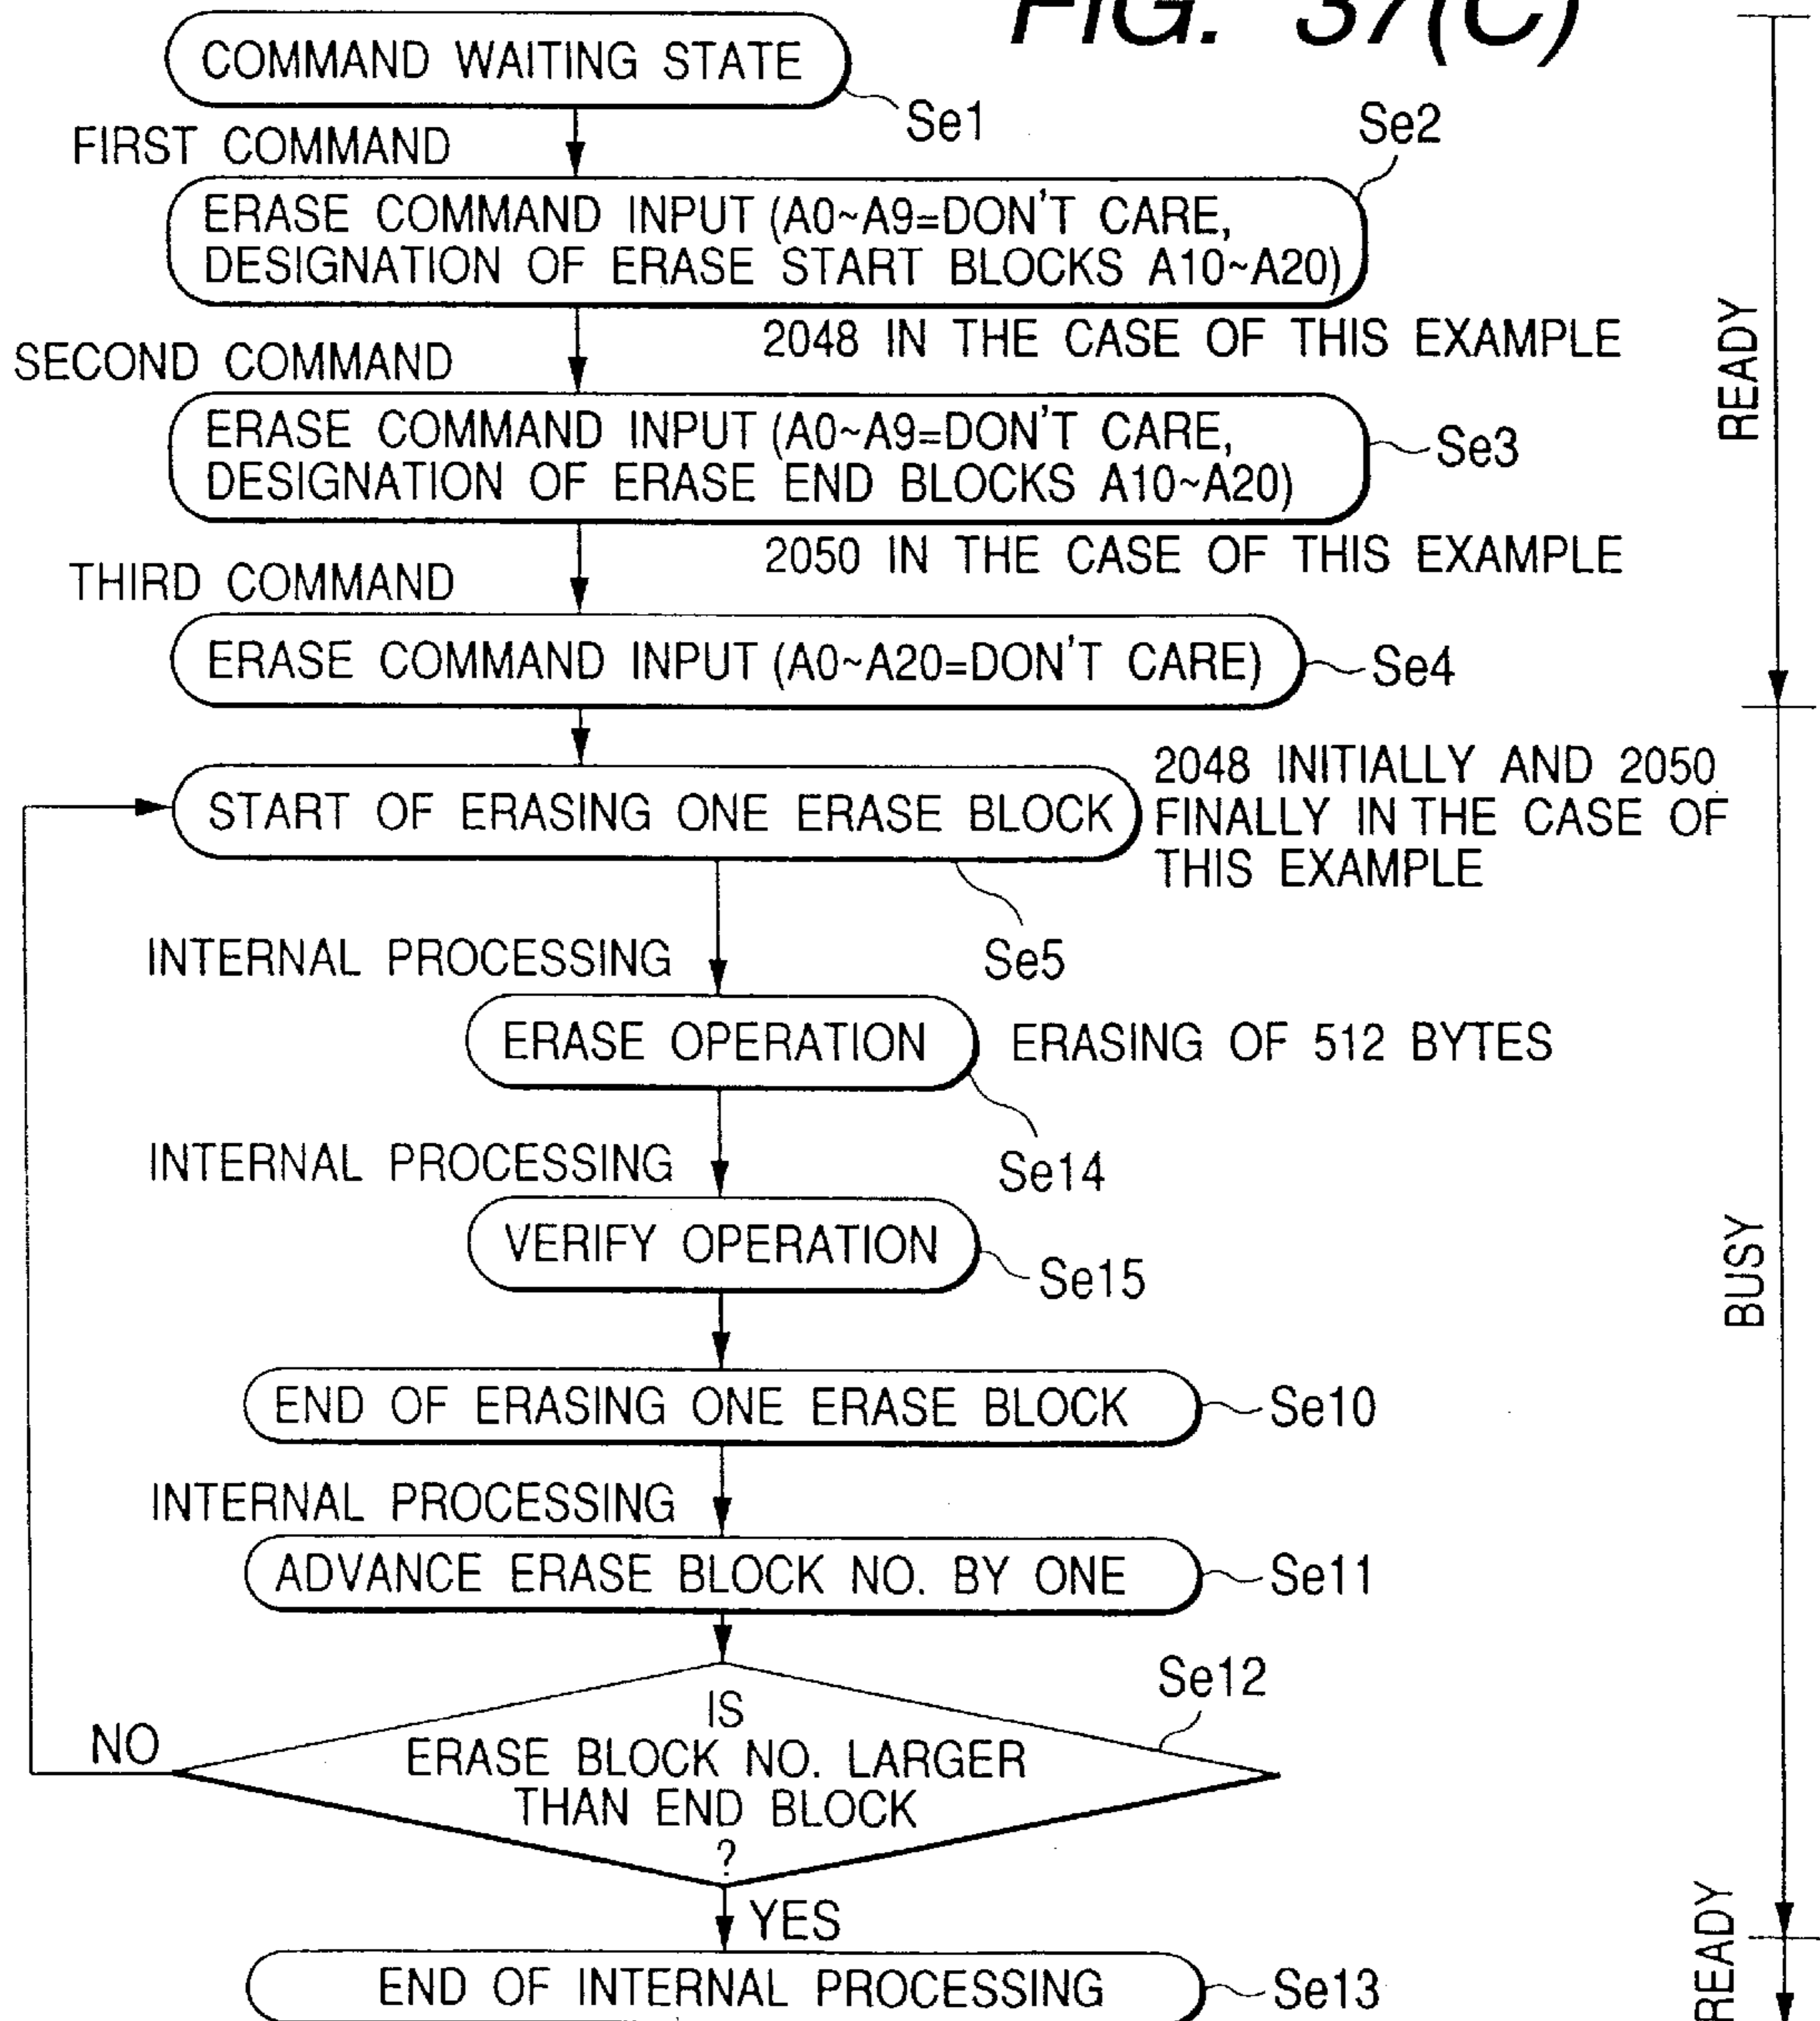 FIG. 37(C)
COMMAND WAITING STATE
Se1
FIRST COMMAND
Se2
ERASE COMMAND INPUT (A0~A9=DON'T CARE,
DESIGNATION OF ERASE START BLOCKS A10~A20)
2048 IN THE CASE OF THIS EXAMPLE
READY
SECOND COMMAND
ERASE COMMAND INPUT (A0~A9=DON'T CARE,
DESIGNATION OF ERASE END BLOCKS A10~A20)
Se3
2050 IN THE CASE OF THIS EXAMPLE
THIRD COMMAND
ERASE COMMAND INPUT (A0~A20=DON'T CARE)
Se4
START OF ERASING ONE ERASE BLOCK
2048 INITIALLY AND 2050
FINALLY IN THE CASE OF
THIS EXAMPLE
Se5
INTERNAL PROCESSING
ERASE OPERATION
ERASING OF 512 BYTES
Se14
INTERNAL PROCESSING
VERIFY OPERATION
Se15
BUSY
END OF ERASING ONE ERASE BLOCK
Se10
INTERNAL PROCESSING
ADVANCE ERASE BLOCK NO. BY ONE
Se11
Se12
IS
ERASE BLOCK NO. LARGER
THAN END BLOCK
?
NO
YES
END OF INTERNAL PROCESSING
Se13
READY